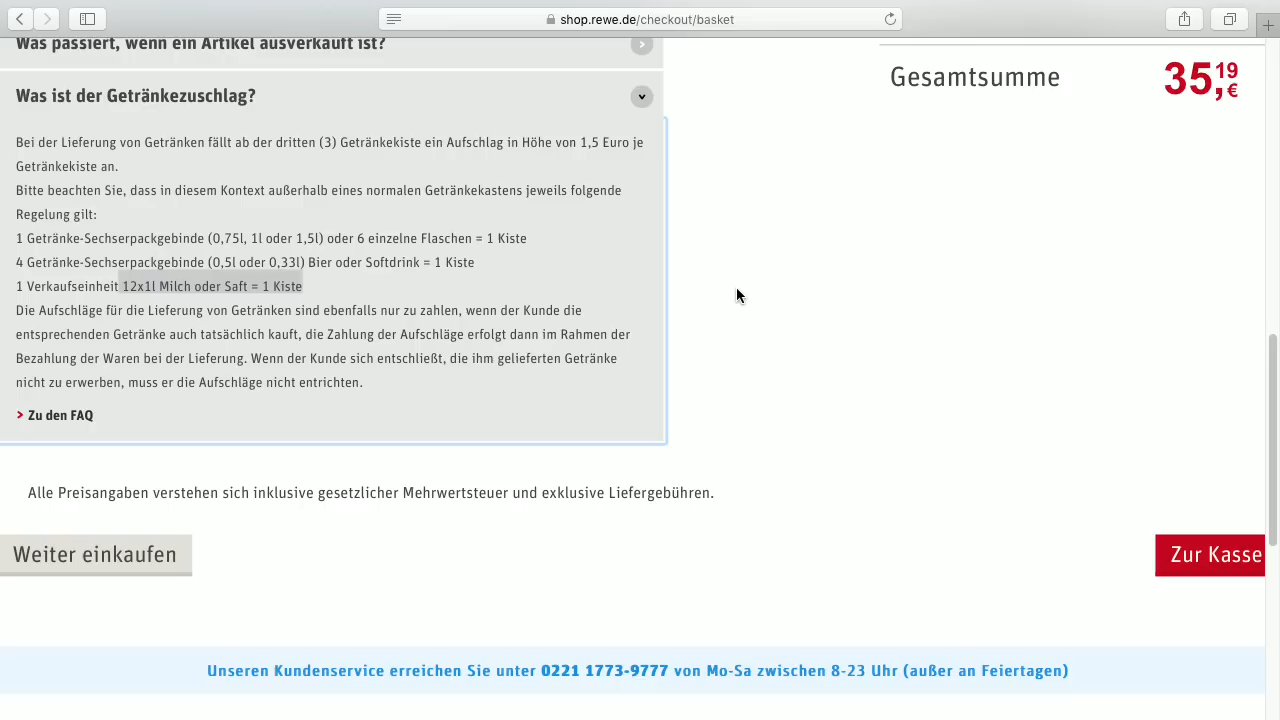 shop.rewe.de/checkout/basket
Was passiert, wenn ein Artikel ausverkauft ist?
Gesamtsumme
35,19 €
Was ist der Getränkezuschlag?
Bei der Lieferung von Getränken fällt ab der dritten (3) Getränkekiste ein Aufschlag in Höhe von 1,5 Euro je
Getränkekiste an.
Bitte beachten Sie, dass in diesem Kontext außerhalb eines normalen Getränkekastens jeweils folgende
Regelung gilt:
1 Getränke-Sechserpackgebinde (0,75l, 1l oder 1,5l) oder 6 einzelne Flaschen = 1 Kiste
4 Getränke-Sechserpackgebinde (0,5l oder 0,33l) Bier oder Softdrink = 1 Kiste
1 Verkaufseinheit 12x1l Milch oder Saft = 1 Kiste
Die Aufschläge für die Lieferung von Getränken sind ebenfalls nur zu zahlen, wenn der Kunde die
entsprechenden Getränke auch tatsächlich kauft, die Zahlung der Aufschläge erfolgt dann im Rahmen der
Bezahlung der Waren bei der Lieferung. Wenn der Kunde sich entschließt, die ihm gelieferten Getränke
nicht zu erwerben, muss er die Aufschläge nicht entrichten.
> Zu den FAQ
Alle Preisangaben verstehen sich inklusive gesetzlicher Mehrwertsteuer und exklusive Liefergebühren.
Weiter einkaufen
Zur Kasse
Unseren Kundenservice erreichen Sie unter 0221 1773-9777 von Mo-Sa zwischen 8-23 Uhr (außer an Feiertagen)